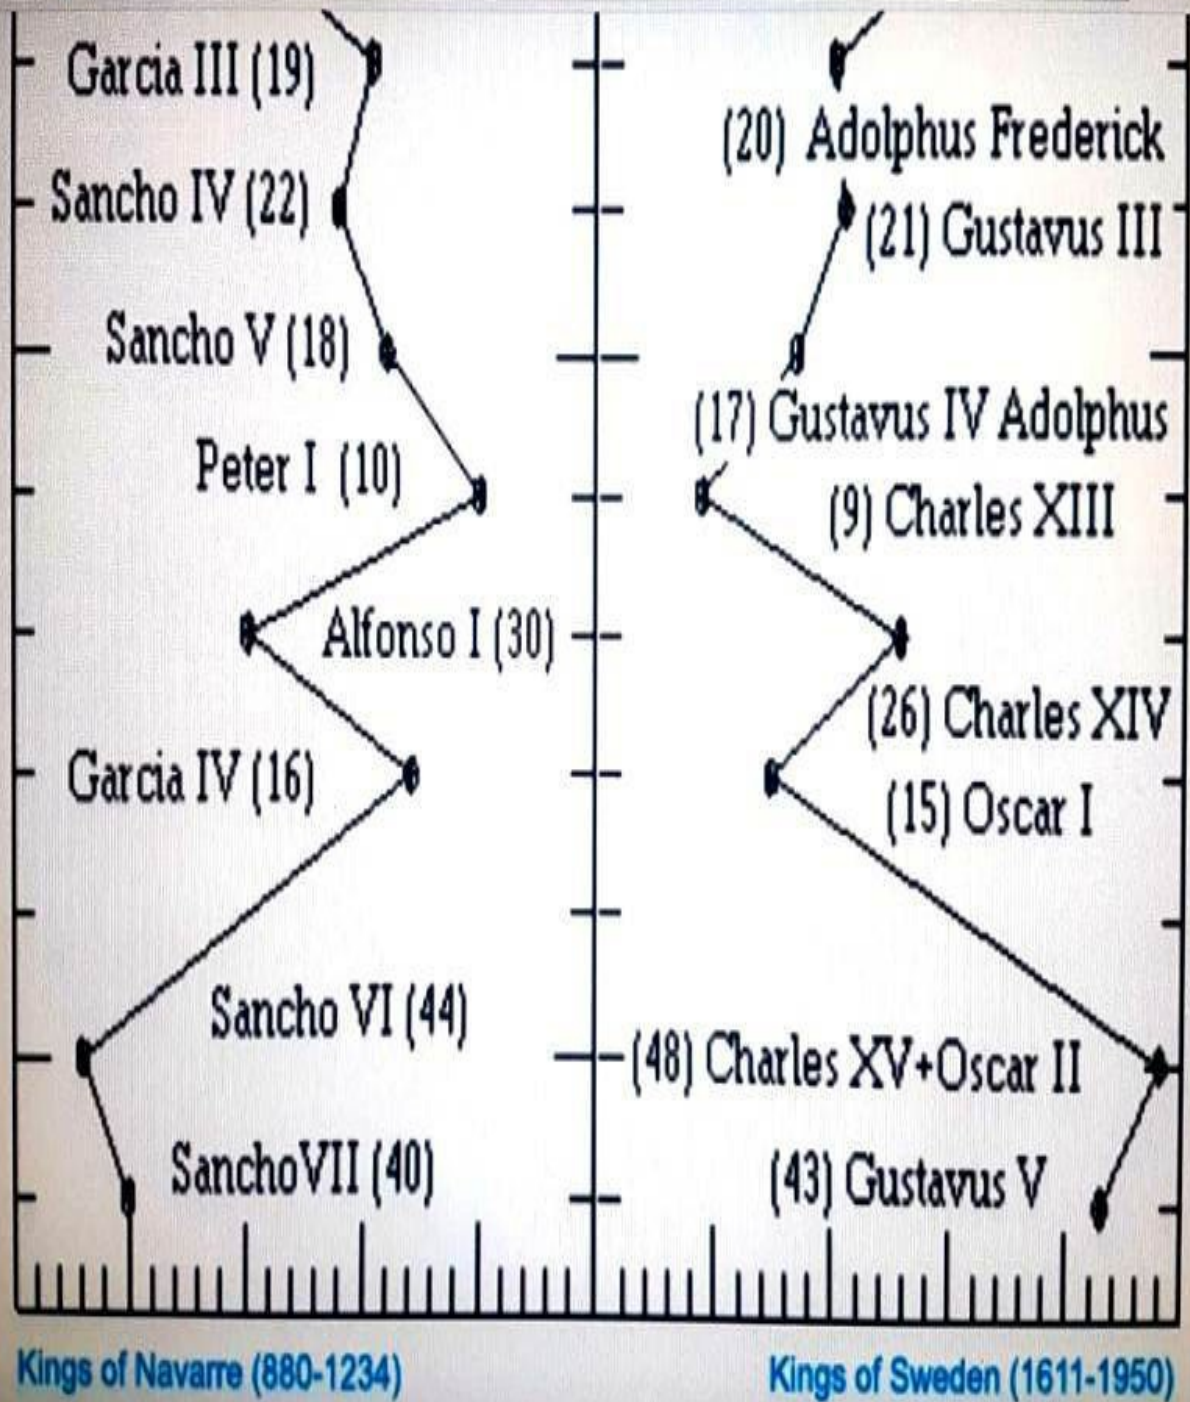 Garcia III (19)
Sancho IV (22)
Sancho V (18)
Peter I (10)
Alfonso I (30)
Garcia IV (16)
Sancho VI (44)
SanchoVII (40)
Kings of Navarre (880-1234)
(20) Adolphus Frederick
(21) Gustavus III
(17) Gustavus IV Adolphus
(9) Charles XIII
(26) Charles XIV
(15) Oscar I
(48) Charles XV+Oscar II
(43) Gustavus V
Kings of Sweden (1611-1950)